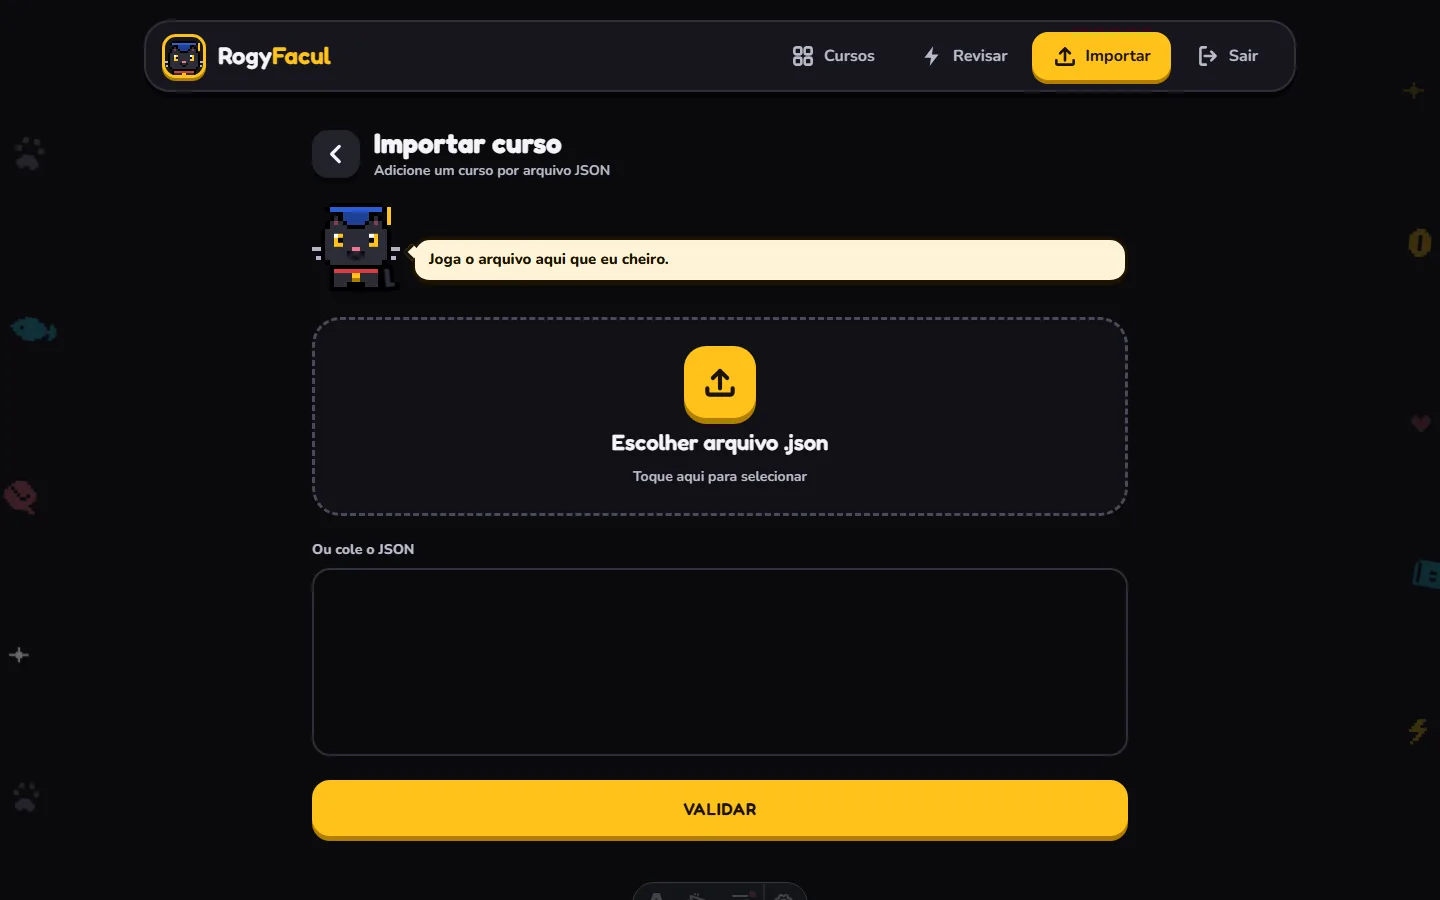 RogyFacul
Cursos
Revisar
Importar
Sair
Importar curso
Adicione um curso por arquivo JSON
Joga o arquivo aqui que eu cheiro.
Escolher arquivo .json
Toque aqui para selecionar
Ou cole o JSON
VALIDAR